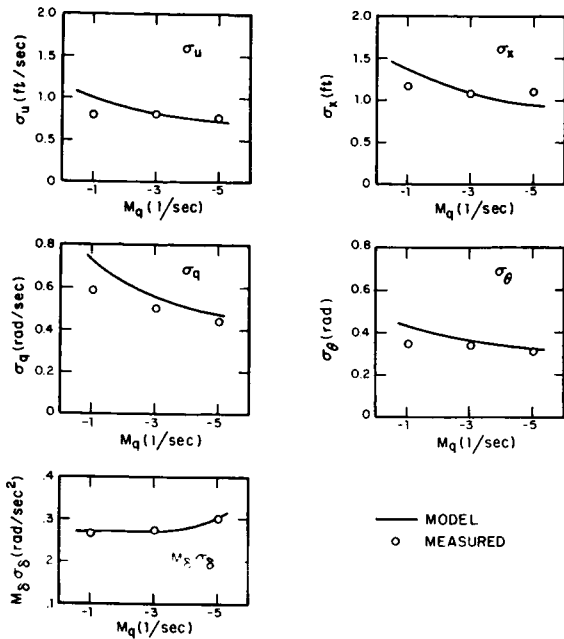 2.0
1.5
1.0
0.5
0
σu (ft/sec)
σu
-1 -3 -5
Mq (1/sec)
2.0
1.5
1.0
.5
0
σx (ft)
σx
-1 -3 -5
Mq (1/sec)
0.8
0.6
0.4
0.2
0
σq (rad/sec)
σq
-1 -3 -5
Mq (1/sec)
0.8
0.6
0.4
0.2
0
σθ (rad)
σθ
-1 -3 -5
Mq (1/sec)
.4
.3
.2
.1
Mδ σδ (rad/sec²)
Mδ σδ
-1 -3 -5
Mq (1/sec)
MODEL
MEASURED